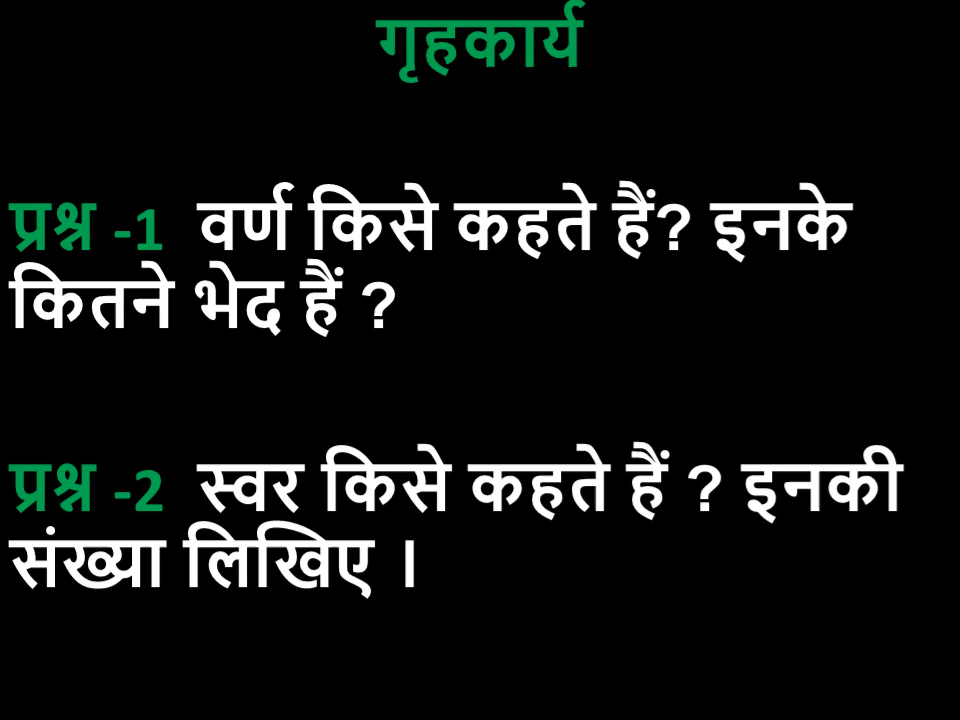 गृहकार्य
प्रश्न -1 वर्ण किसे कहते हैं? इनके
कितने भेद हैं ?
प्रश्न -2 स्वर किसे कहते हैं ? इनकी
संख्या लिखिए ।